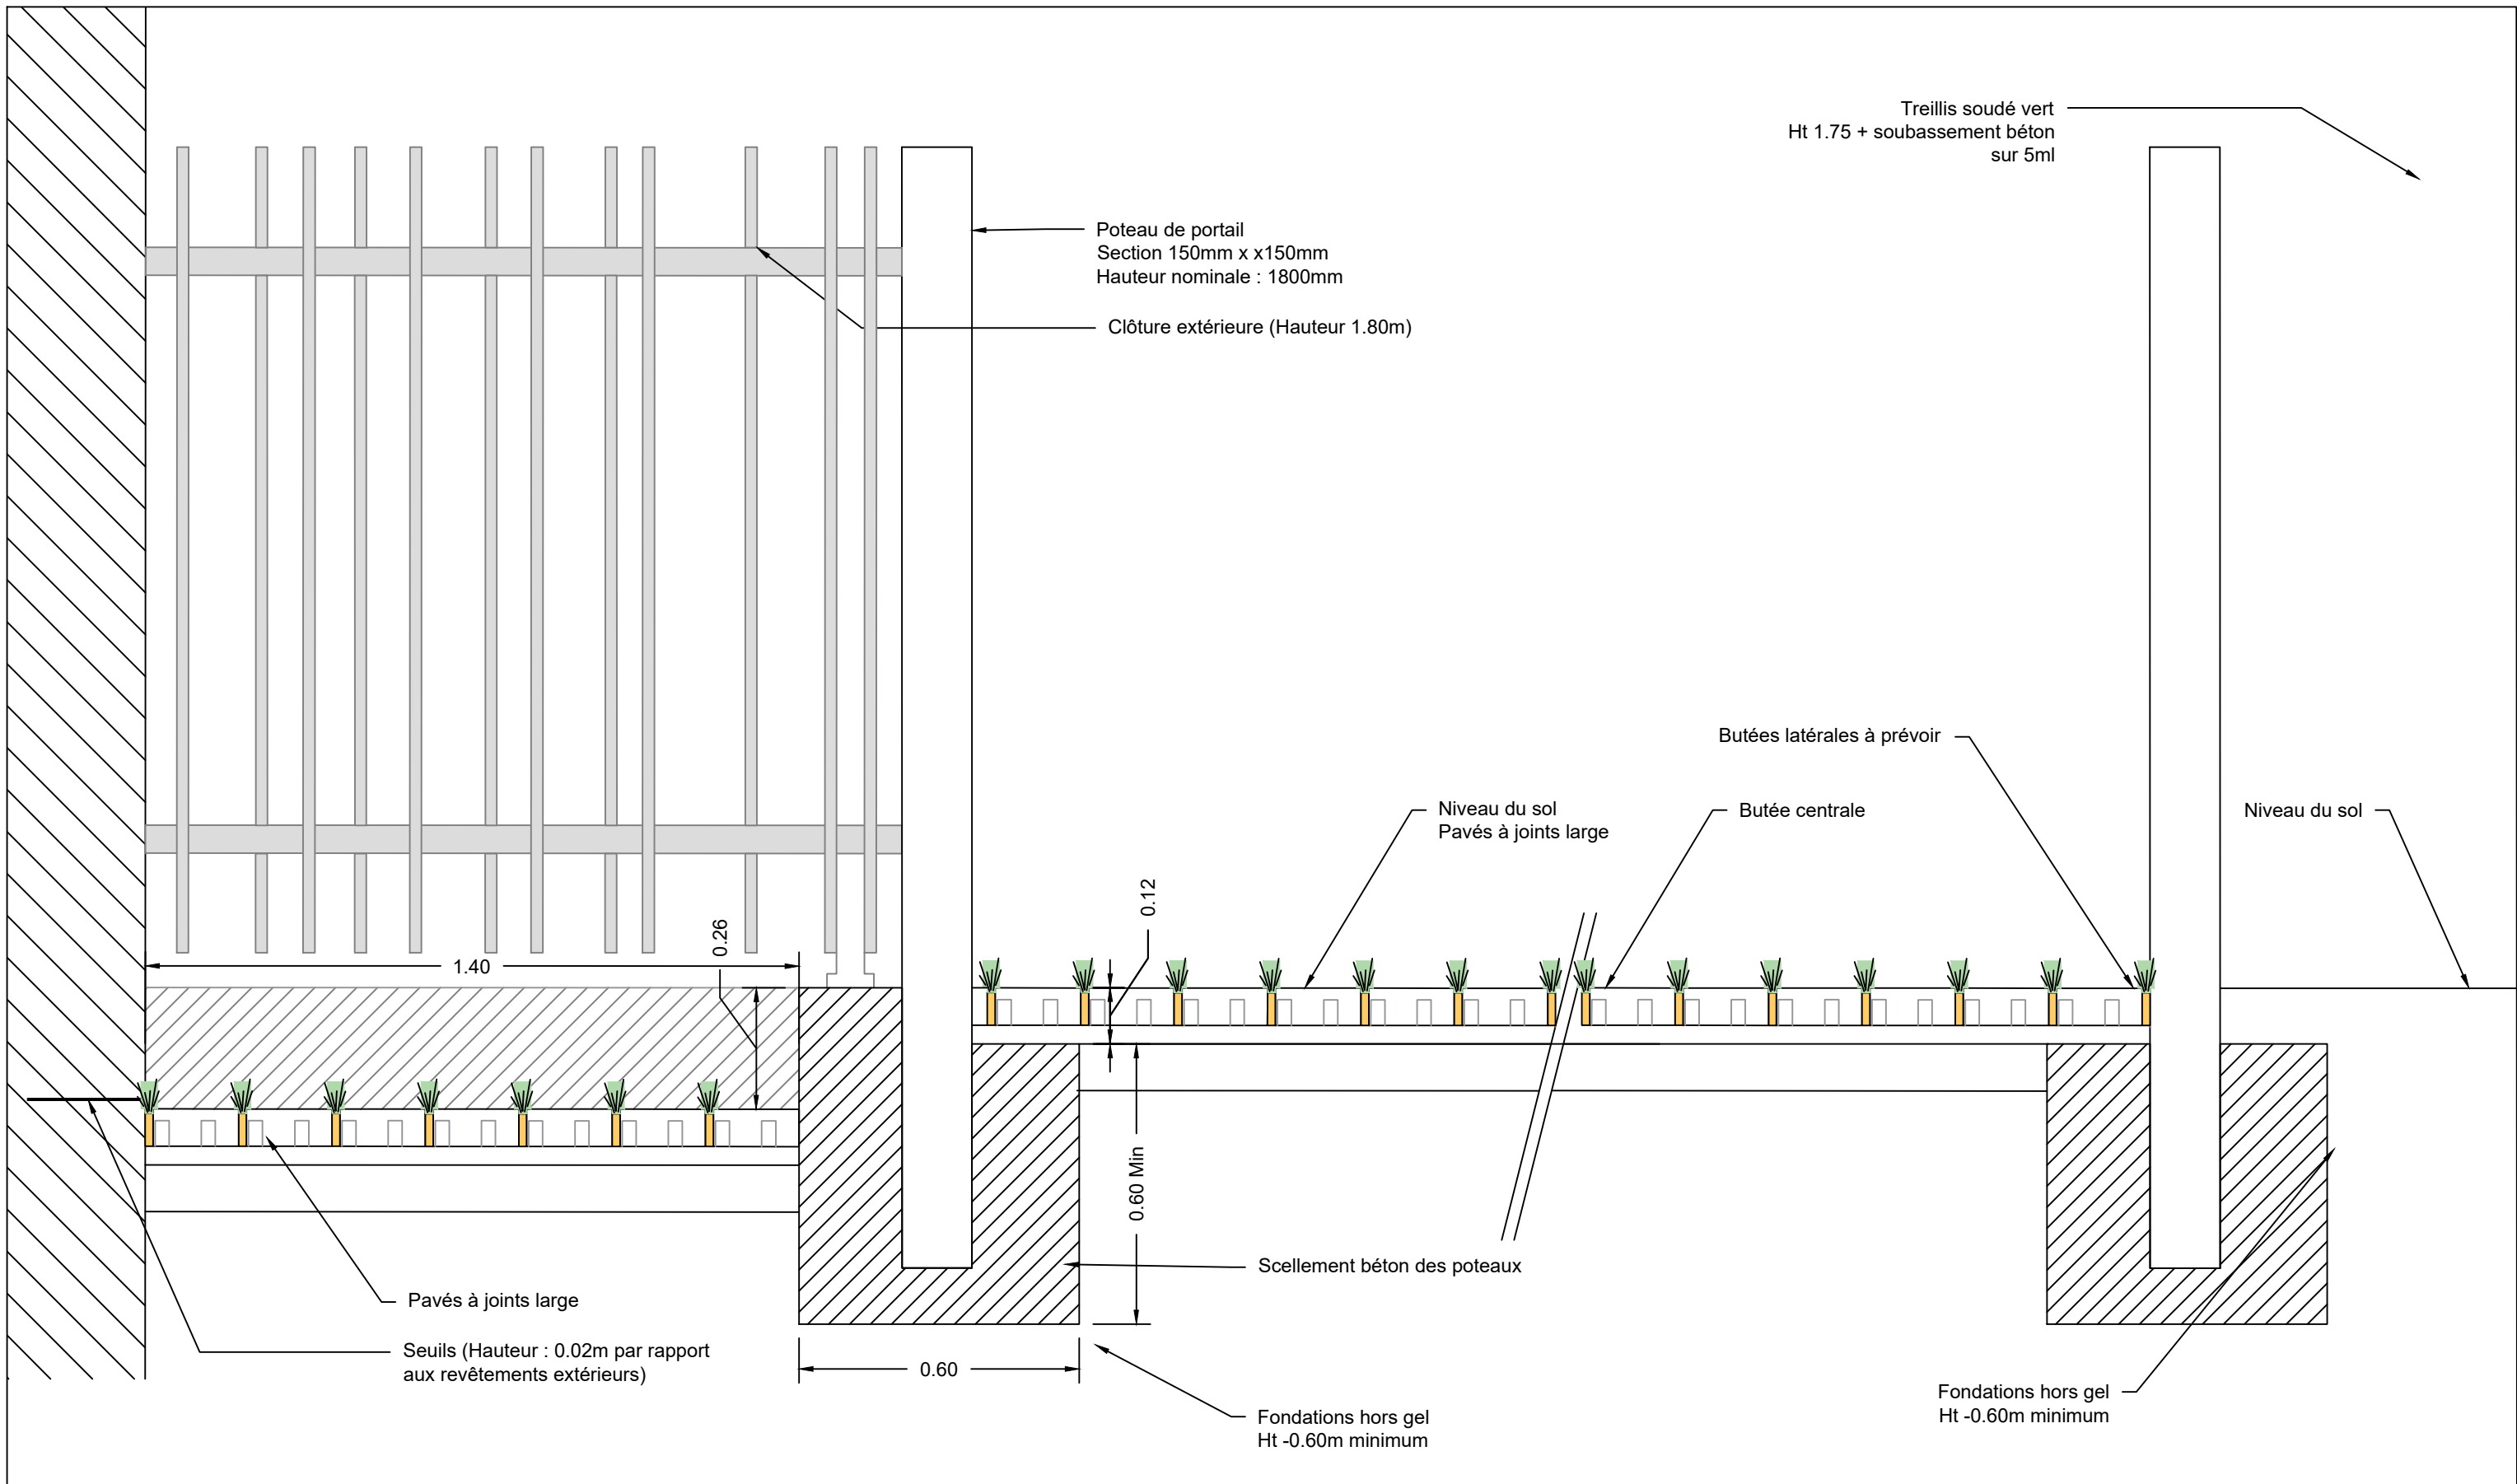 Treillis soudé vert
Ht 1.75 + soubassement béton
sur 5ml
Poteau de portail
Section 150mm x x150mm
Hauteur nominale : 1800mm
Clôture extérieure (Hauteur 1.80m)
Butées latérales à prévoir
Niveau du sol
Pavés à joints large
Butée centrale
Niveau du sol
0.12
0.26
1.40
0.60 Min
Scellement béton des poteaux
Pavés à joints large
Seuils (Hauteur : 0.02m par rapport
aux revêtements extérieurs)
0.60
Fondations hors gel
Ht -0.60m minimum
Fondations hors gel
Ht -0.60m minimum